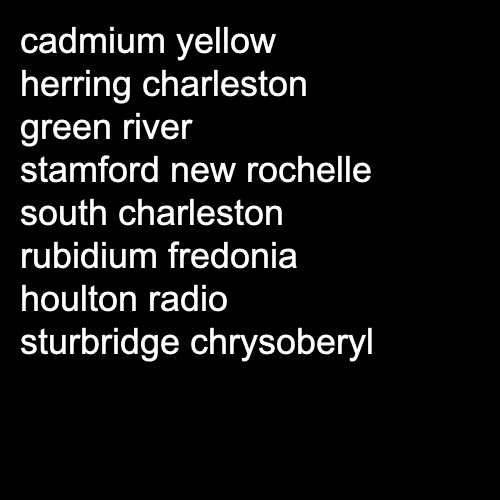 cadmium yellow
herring charleston
green river
stamford new rochelle
south charleston
rubidium fredonia
houlton radio
sturbridge chrysoberyl